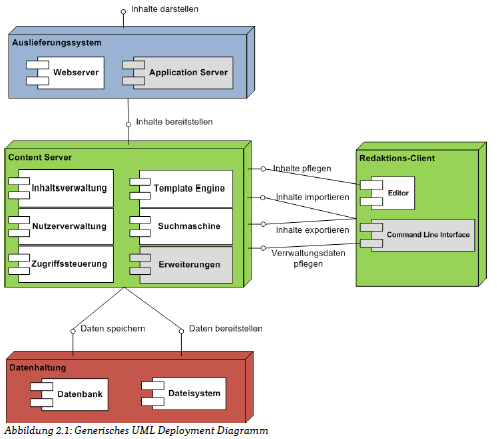 Inhalte darstellen
Auslieferungssystem
Webserver
Application Server
Inhalte bereitstellen
Content Server
Inhaltsverwaltung
Template Engine
Nutzerverwaltung
Suchmaschine
Zugriffssteuerung
Erweiterungen
Inhalte pflegen
Inhalte importieren
Inhalte exportieren
Verrwaltungsdaten
pflegen
Redaktions-Client
Editor
Command Line Interface
Daten speichern
Daten bereitstellen
Datenhaltung
Datenbank
Dateisystem
Abbildung 2.1: Generisches UML Deployment Diagramm